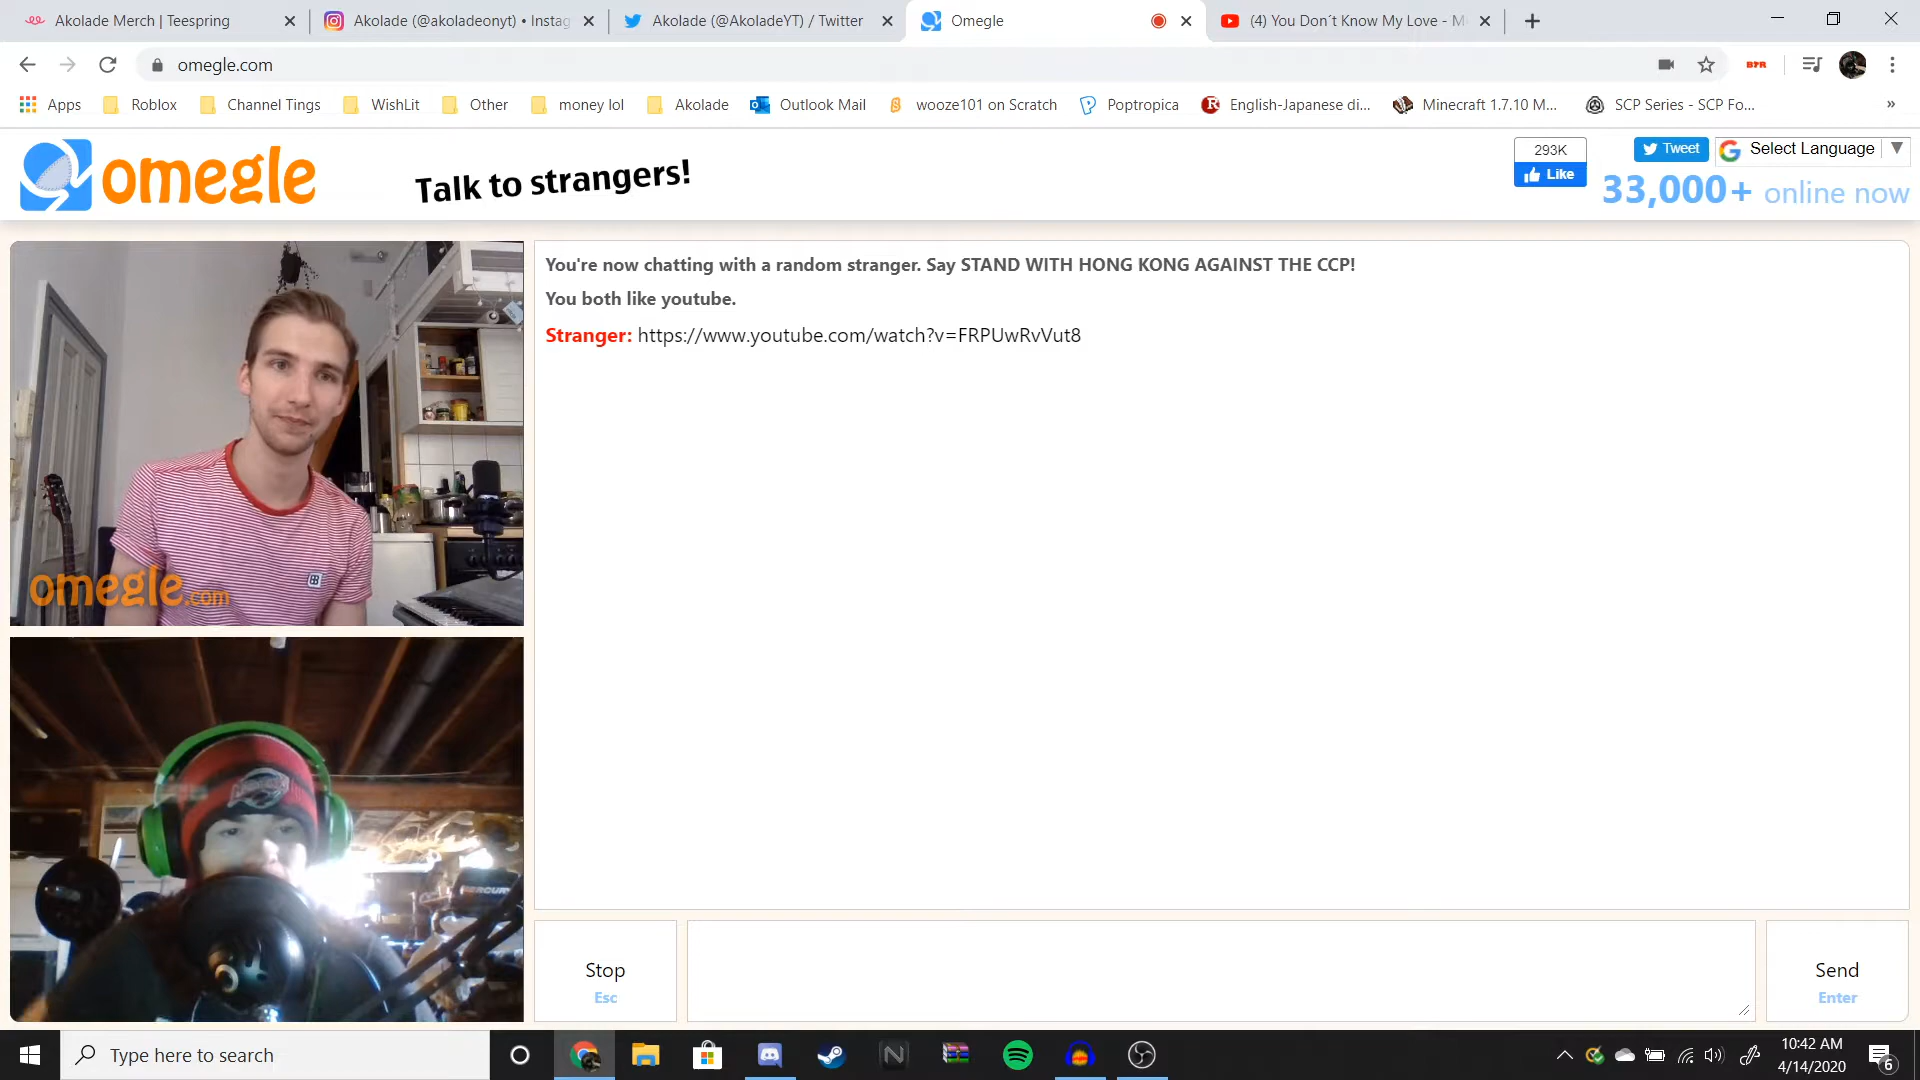 Akolade Merch | Teespring
Akolade (@akoladeonyt) • Instag
Akolade (@AkoladeYT) / Twitter
Omegle
(4) You Don´t Know My Love - M
omegle.com
Apps
Roblox
Channel Tings
WishLit
Other
money lol
Akolade
Outlook Mail
wooze101 on Scratch
Poptropica
English-Japanese di...
Minecraft 1.7.10 M...
SCP Series - SCP Fo...
»
omegle
Talk to strangers!
293K
Like
Tweet
Select Language
33,000+ online now
You're now chatting with a random stranger. Say STAND WITH HONG KONG AGAINST THE CCP!
You both like youtube.
Stranger: https://www.youtube.com/watch?v=FRPUwRvVut8
omegle.com
Stop
Esc
Send
Enter
Type here to search
10:42 AM
4/14/2020
6